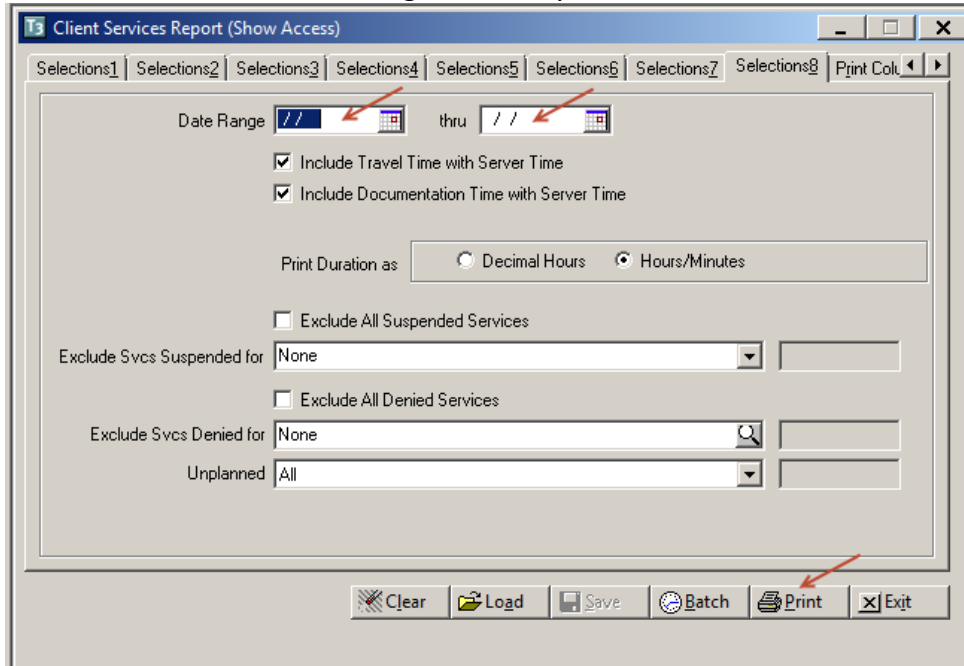 T3 Client Services Report (Show Access)
Selections1 Selections2 Selections3 Selections4 Selections5 Selections6 Selections7 Selections8 Print Colu
Date Range / / thru / /
Include Travel Time with Server Time
Include Documentation Time with Server Time
Print Duration as Decimal Hours Hours/Minutes
Exclude All Suspended Services
Exclude Svcs Suspended for None
Exclude All Denied Services
Exclude Svcs Denied for None
Unplanned All
Clear Load Save Batch Print Exit